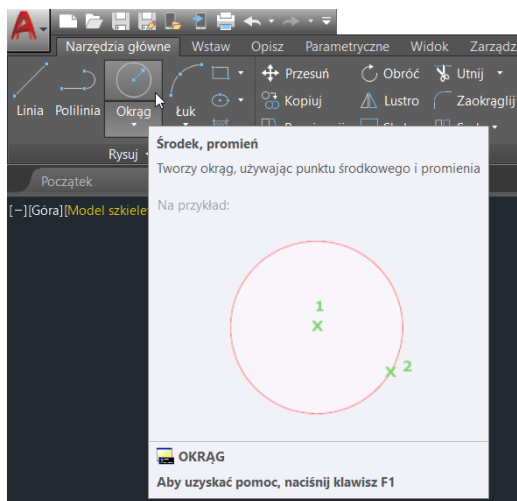 A
Narzędzia główne Wstaw Opisz Parametryczne Widok Zarządz
Linia Polilinia Okrąg Łuk
Przesuń Obróć Utnij
Kopiuj Lustro Zaokrąglij
Rysuj
Początek
[−][Góra][Model szkiele
Środek, promień
Tworzy okrąg, używając punktu środkowego i promienia
Na przykład:
1
X
X 2
OKRĄG
Aby uzyskać pomoc, naciśnij klawisz F1